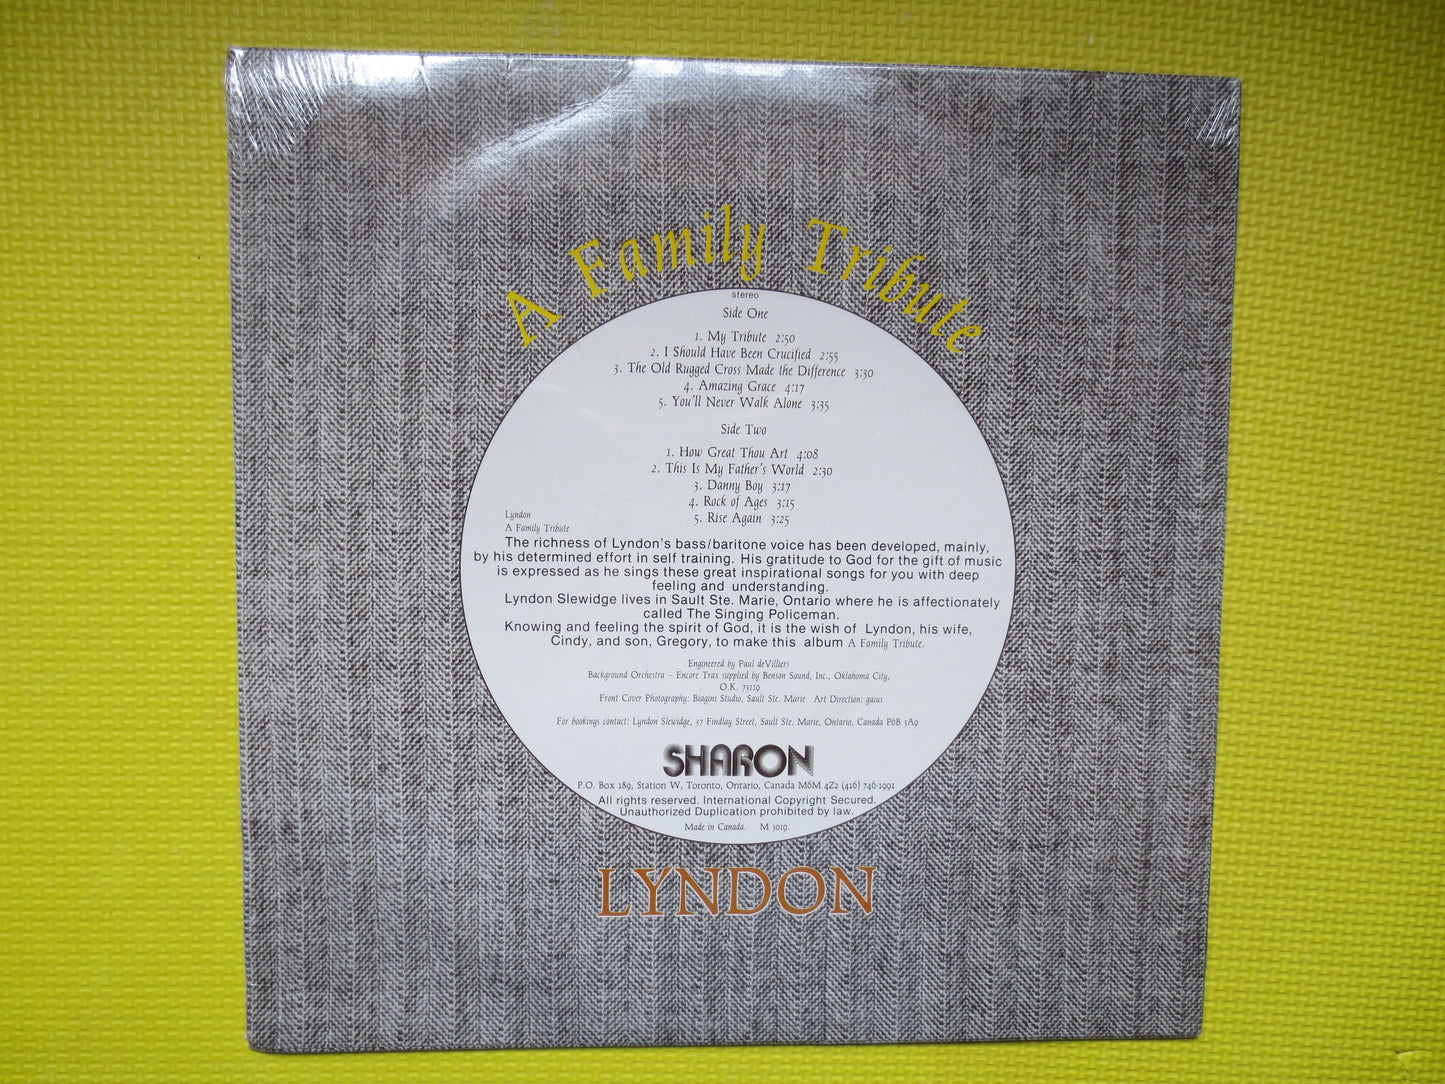 A Family Tribute
stereo
Side One
1. My Tribute 2:50
2. I Should Have Been Crucified 2:55
3. The Old Rugged Cross Made the Difference 3:30
4. Amazing Grace 4:17
5. You'll Never Walk Alone 3:35
Side Two
1. How Great Thou Art 4:08
2. This Is My Father's World 2:30
3. Danny Boy 3:17
4. Rock of Ages 3:15
5. Rise Again 3:25
Lyndon
A Family Tribute
The richness of Lyndon's bass/baritone voice has been developed, mainly,
by his determined effort in self training. His gratitude to God for the gift of music
is expressed as he sings these great inspirational songs for you with deep
feeling and understanding.
Lyndon Slewidge lives in Sault Ste. Marie, Ontario where he is affectionately
called The Singing Policeman.
Knowing and feeling the spirit of God, it is the wish of Lyndon, his wife,
Cindy, and son, Gregory, to make this album A Family Tribute.
Engineered by Paul deVilliers
Background Orchestra – Encore Trax supplied by Benson Sound, Inc., Oklahoma City,
O.K. 73119
Front Cover Photography: Biagini Studio, Sault Ste. Marie Art Direction: gaius
For bookings contact: Lyndon Slewidge, 37 Findlay Street, Sault Ste. Marie, Ontario, Canada P6B 3A9
SHARON
P.O. Box 189, Station W, Toronto, Ontario, Canada M6M 4Z2 (416) 746-1991
All rights reserved. International Copyright Secured.
Unauthorized Duplication prohibited by law.
Made in Canada. M 3019.
LYNDON